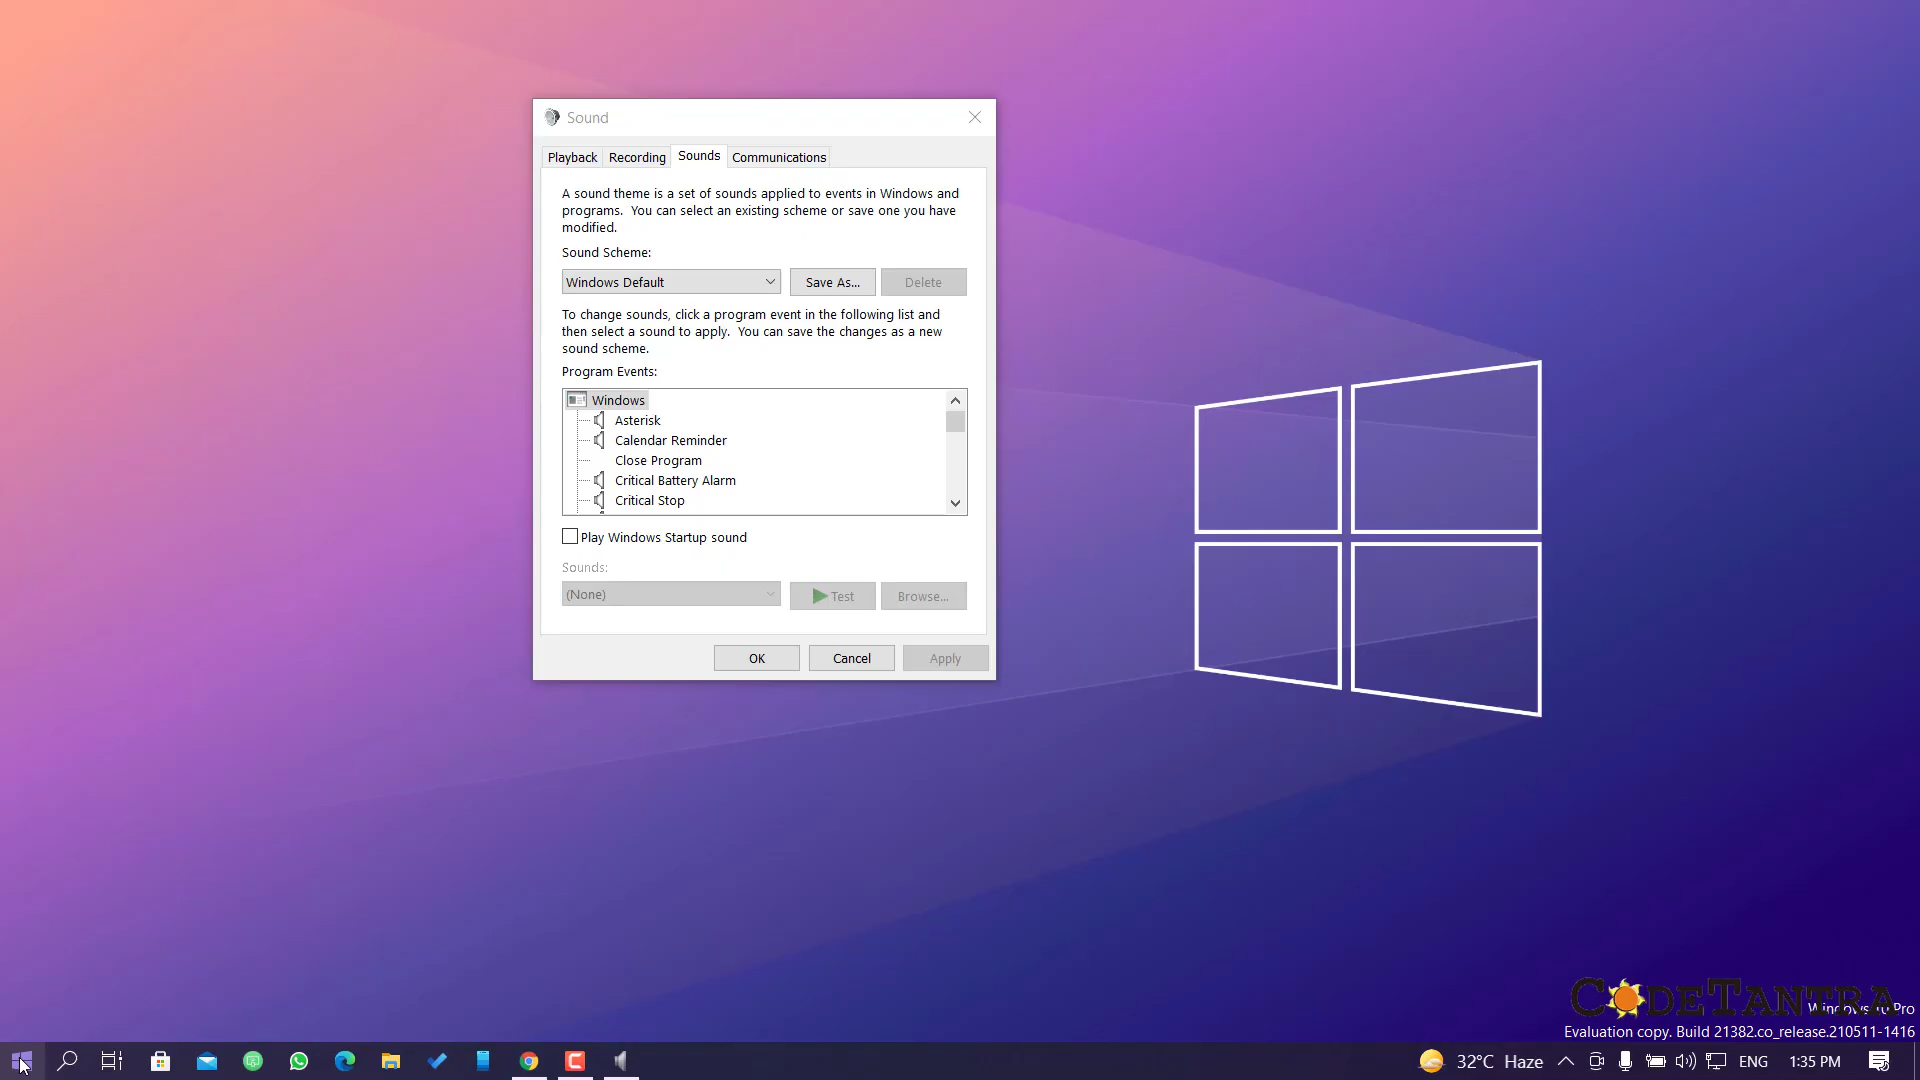 Sound
Playback
Recording
Sounds
Communications
A sound theme is a set of sounds applied to events in Windows and
programs. You can select an existing scheme or save one you have
modified.
Sound Scheme:
Windows Default
Save As...
Delete
To change sounds, click a program event in the following list and
then select a sound to apply. You can save the changes as a new
sound scheme.
Program Events:
Windows
Asterisk
Calendar Reminder
Close Program
Critical Battery Alarm
Critical Stop
Play Windows Startup sound
Sounds:
(None)
Test
Browse...
OK
Cancel
Apply
CODETANTRA
Windows 10 Pro
Evaluation copy. Build 21382.co_release.210511-1416
32°C Haze
ENG
1:35 PM